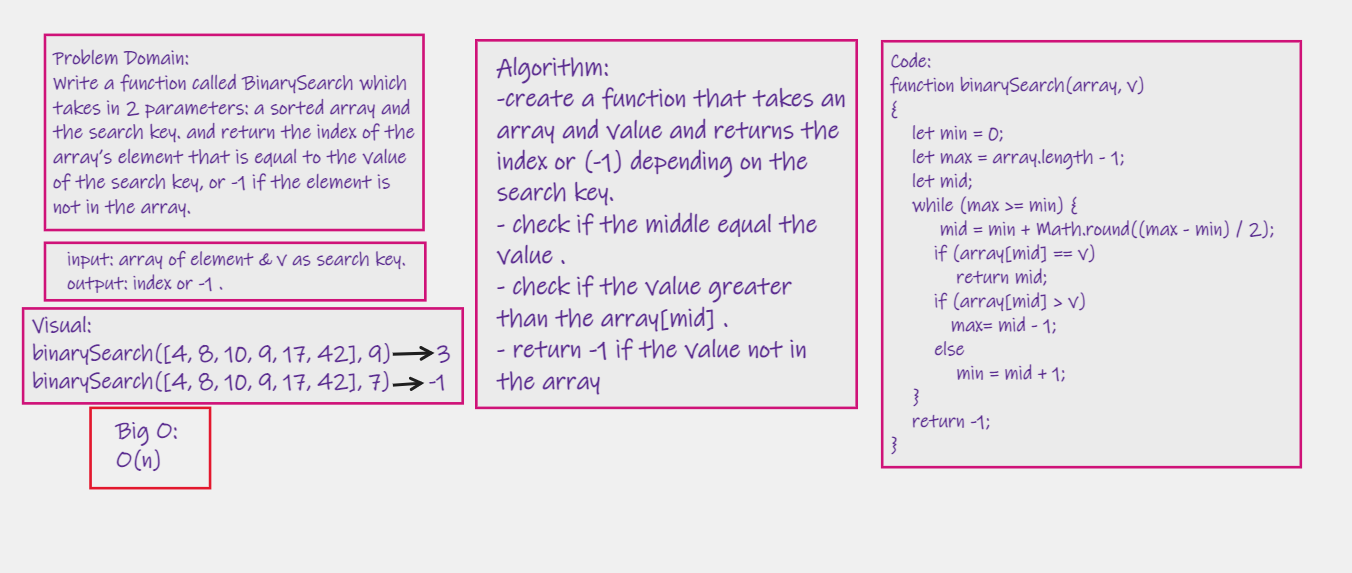 Problem Domain:
Write a function called BinarySearch which
takes in 2 parameters: a sorted array and
the search key. and return the index of the
array's element that is equal to the value
of the search key, or -1 if the element is
not in the array.
input: array of element & v as search key.
output: index or -1 .
Visual:
binarySearch([4, 8, 10, 9, 17, 42], 9) → 3
binarySearch([4, 8, 10, 9, 17, 42], 7) → -1
Big O:
O(n)
Algorithm:
-create a function that takes an
array and value and returns the
index or (-1) depending on the
search key.
- check if the middle equal the
value .
- check if the value greater
than the array[mid] .
- return -1 if the value not in
the array
Code:
function binarySearch(array, v)
{
let min = 0;
let max = array.length - 1;
let mid;
while (max >= min) {
mid = min + Math.round((max - min) / 2);
if (array[mid] == v)
return mid;
if (array[mid] > v)
max= mid - 1;
else
min = mid + 1;
}
return -1;
}